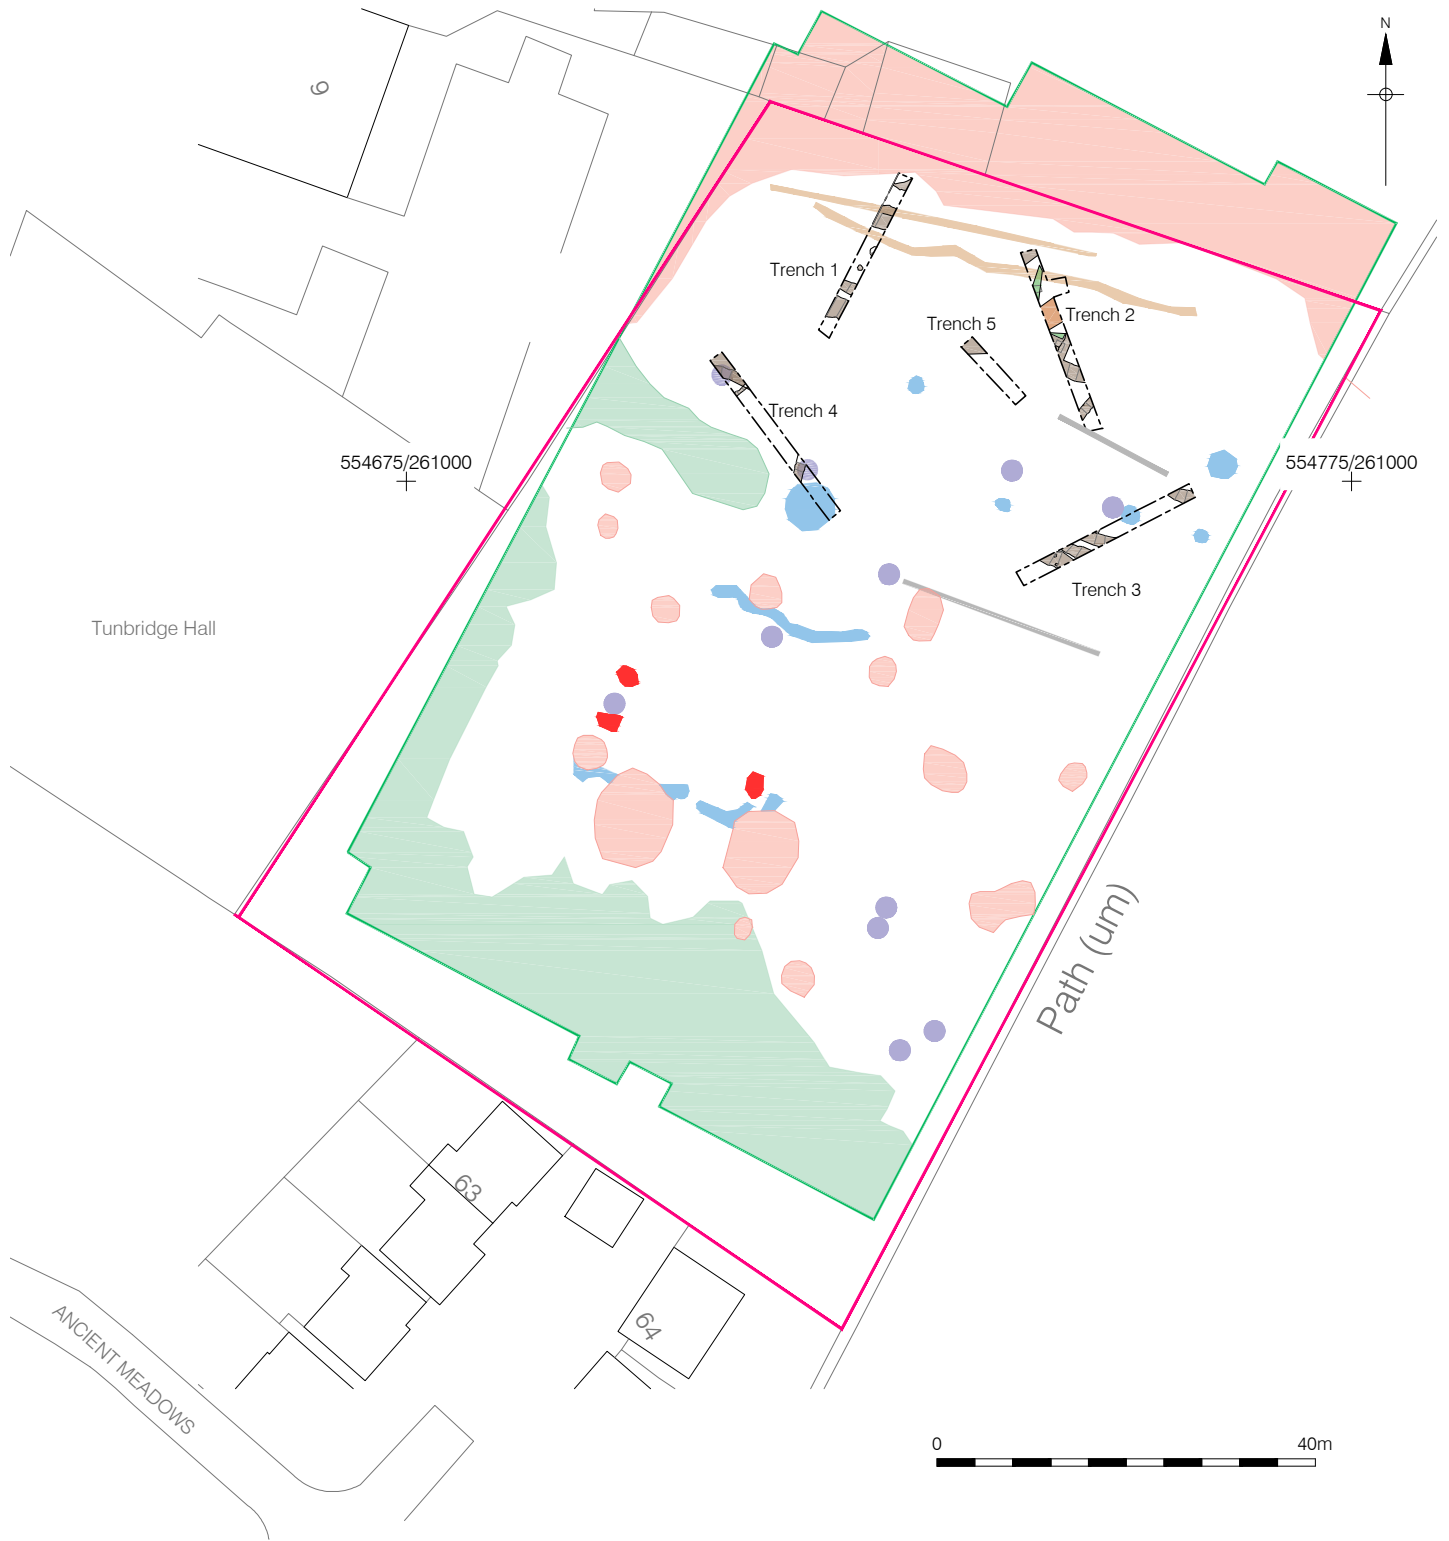 N
9
Trench 1
Trench 2
Trench 5
Trench 4
554675/261000
554775/261000
Trench 3
Tunbridge Hall
Path (um)
63
64
ANCIENT MEADOWS
0 40m